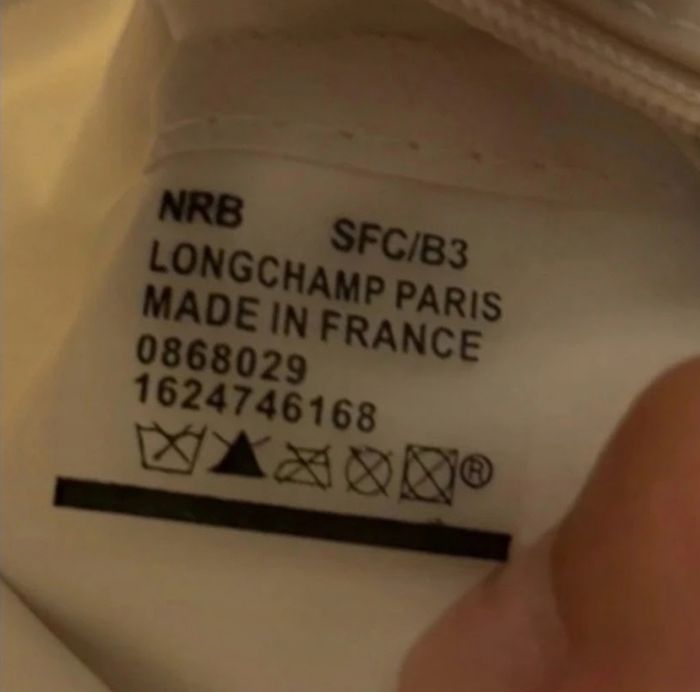 NRB SFC/B3
LONGCHAMP PARIS
MADE IN FRANCE
0868029
1624746168
®